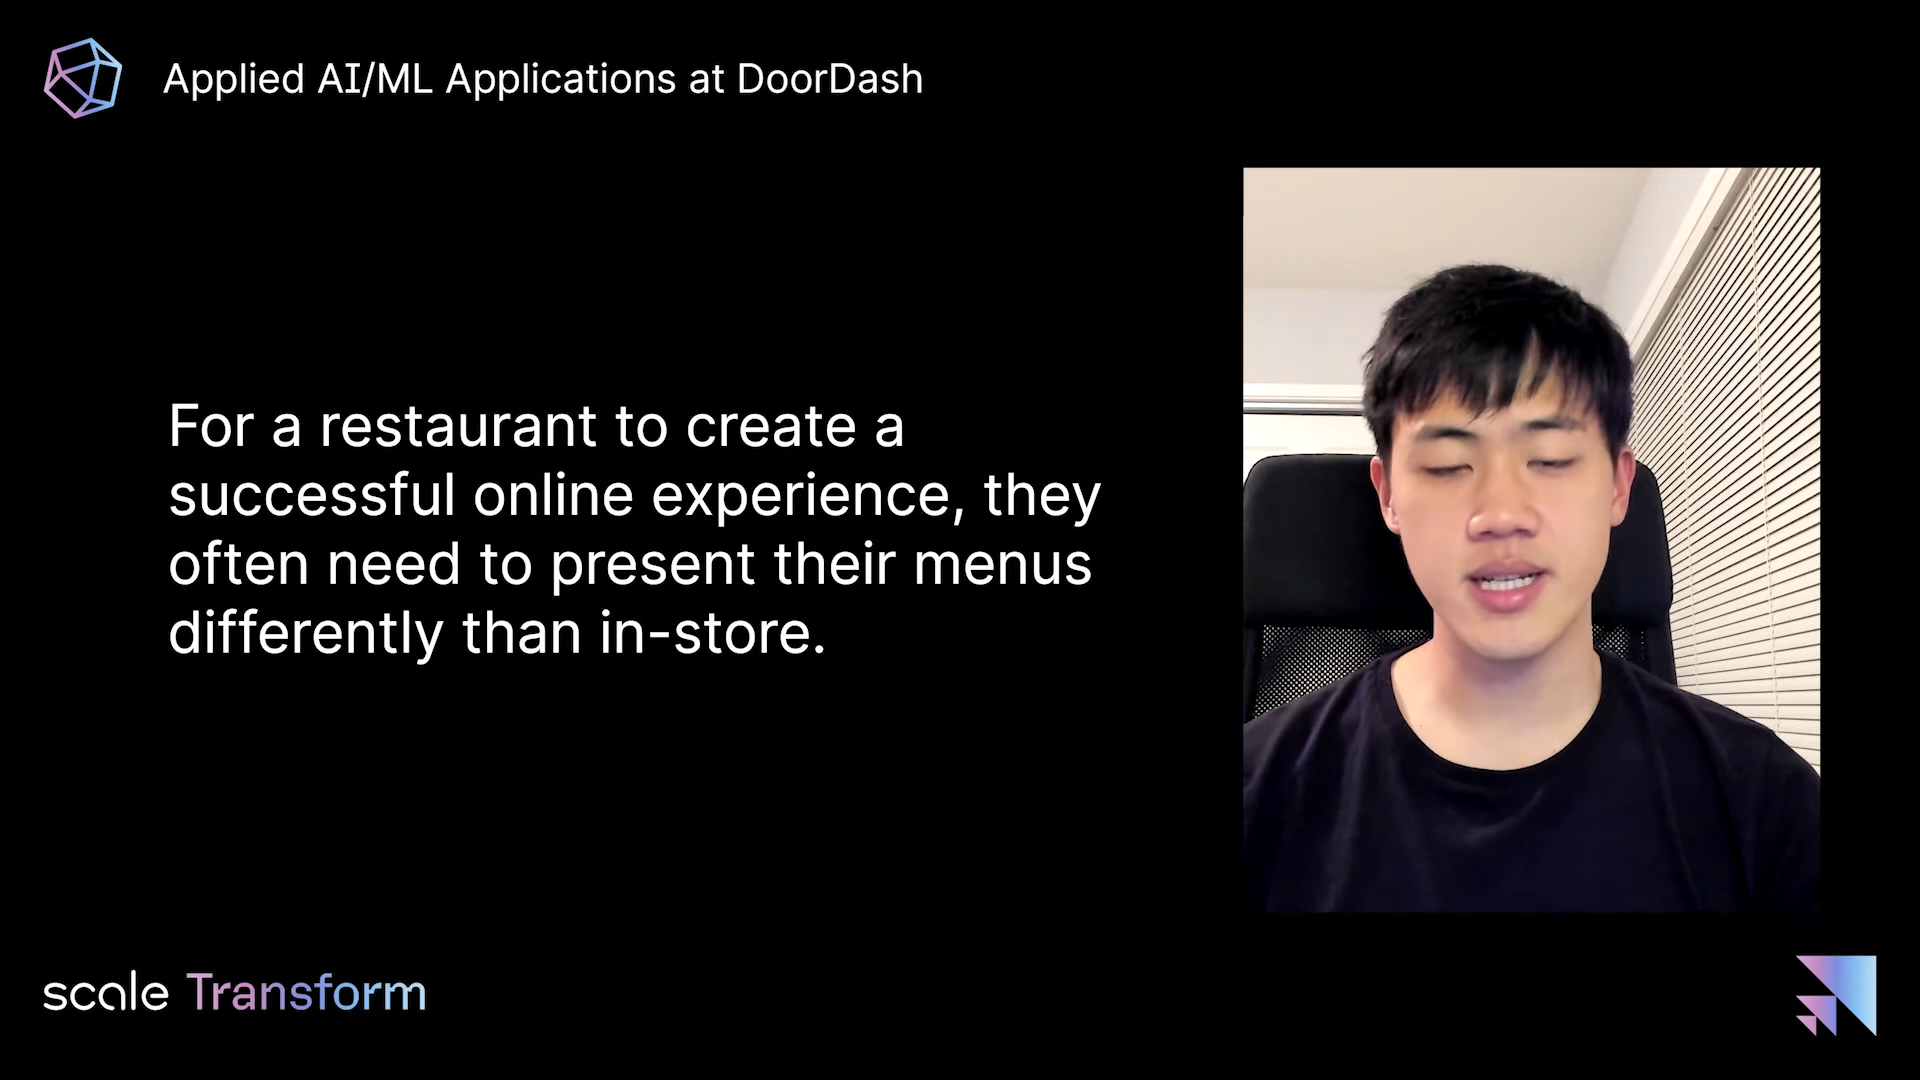 Applied AI/ML Applications at DoorDash
For a restaurant to create a
successful online experience, they
often need to present their menus
differently than in-store.
scale Transform